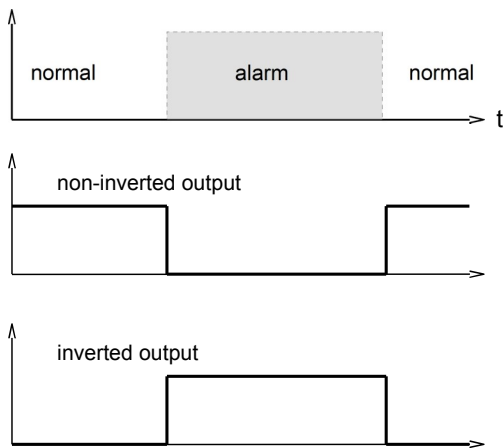 normal alarm normal
t
non-inverted output
inverted output